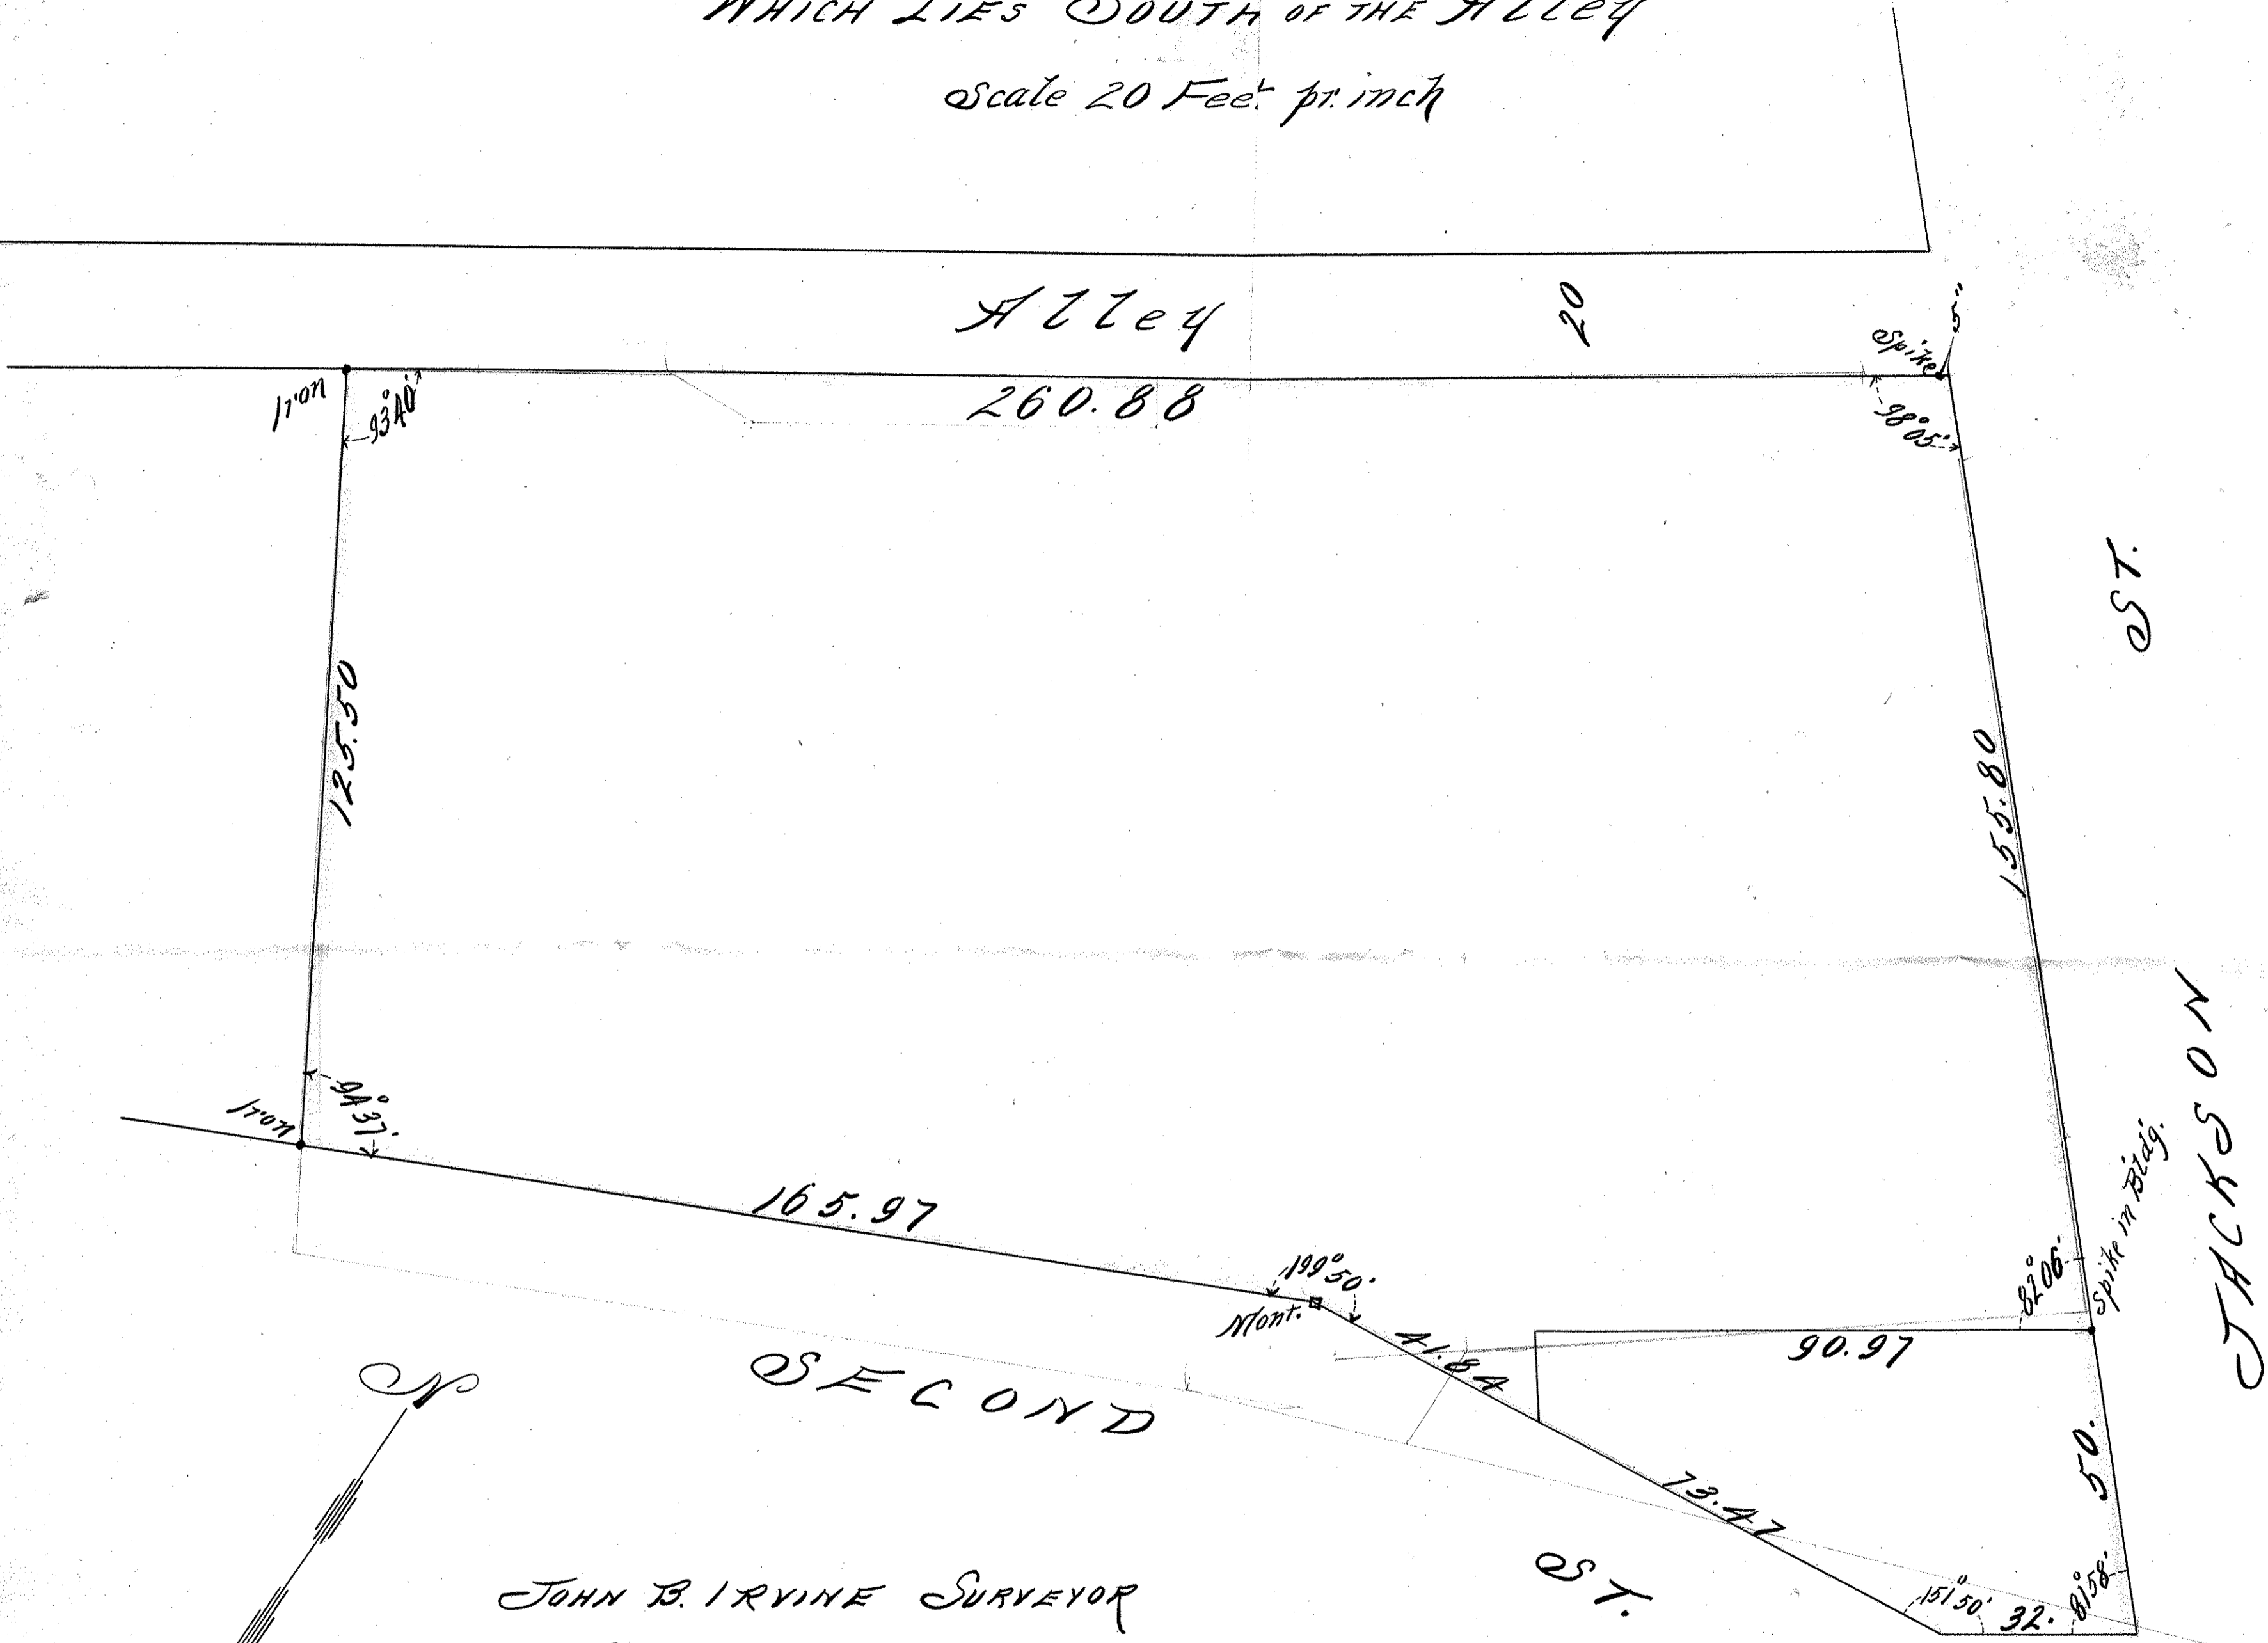 WHICH LIES SOUTH OF THE Alley
Scale 20 Feet pr. inch
Alley
20
5"
Spike
Iron
93°40'
260.88
98°05'
125.50
155.80
ST.
JACKSON
Iron
94°37'
165.97
199°50'
Mont.
41.84
82°06'
Spike in Bldg.
90.97
N
SECOND
ST.
73.47
50.
151°50'
32.
81°58'
JOHN B. IRVINE SURVEYOR